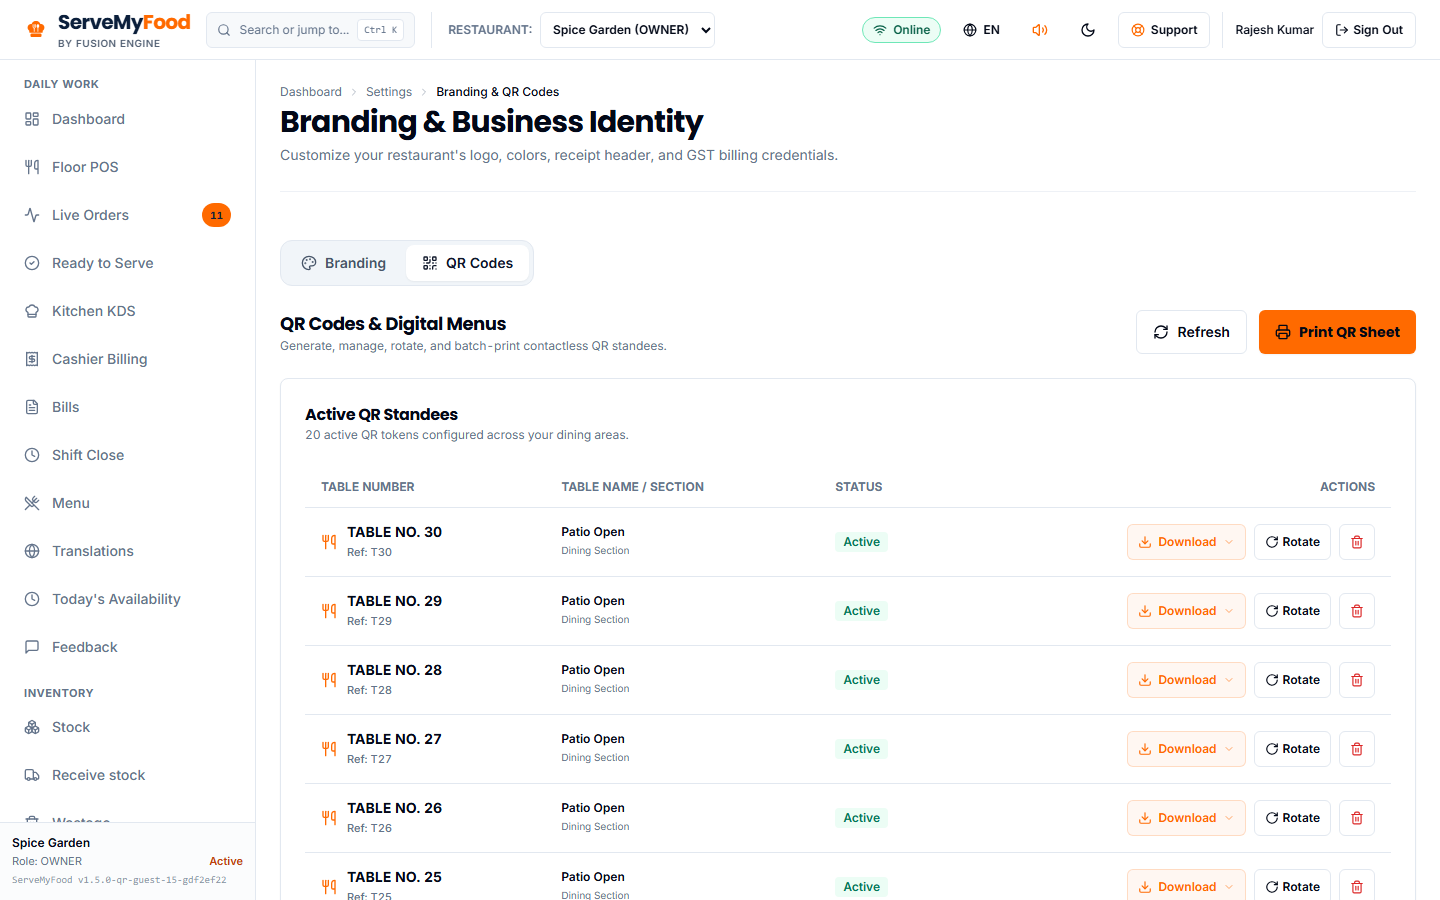 ServeMyFood
BY FUSION ENGINE
Search or jump to... Ctrl K
RESTAURANT: Spice Garden (OWNER)
Online
EN
Support
Rajesh Kumar
Sign Out
DAILY WORK
Dashboard
Floor POS
Live Orders 11
Ready to Serve
Kitchen KDS
Cashier Billing
Bills
Shift Close
Menu
Translations
Today's Availability
Feedback
INVENTORY
Stock
Receive stock
Wastage
Spice Garden
Role: OWNER Active
ServeMyFood v1.5.0-qr-guest-15-gdf2ef22
Dashboard > Settings > Branding & QR Codes
Branding & Business Identity
Customize your restaurant's logo, colors, receipt header, and GST billing credentials.
Branding QR Codes
QR Codes & Digital Menus
Generate, manage, rotate, and batch-print contactless QR standees.
Refresh
Print QR Sheet
Active QR Standees
20 active QR tokens configured across your dining areas.
TABLE NUMBER TABLE NAME / SECTION STATUS ACTIONS
TABLE NO. 30 Patio Open Active Download Rotate
Ref: T30 Dining Section
TABLE NO. 29 Patio Open Active Download Rotate
Ref: T29 Dining Section
TABLE NO. 28 Patio Open Active Download Rotate
Ref: T28 Dining Section
TABLE NO. 27 Patio Open Active Download Rotate
Ref: T27 Dining Section
TABLE NO. 26 Patio Open Active Download Rotate
Ref: T26 Dining Section
TABLE NO. 25 Patio Open Active Download Rotate
Ref: T25 Dining Section